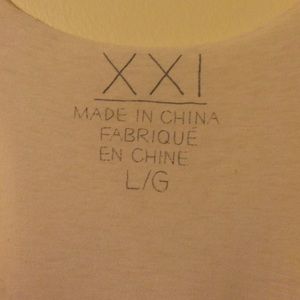 XXI
MADE IN CHINA
FABRIQUÉ
EN CHINE
L/G